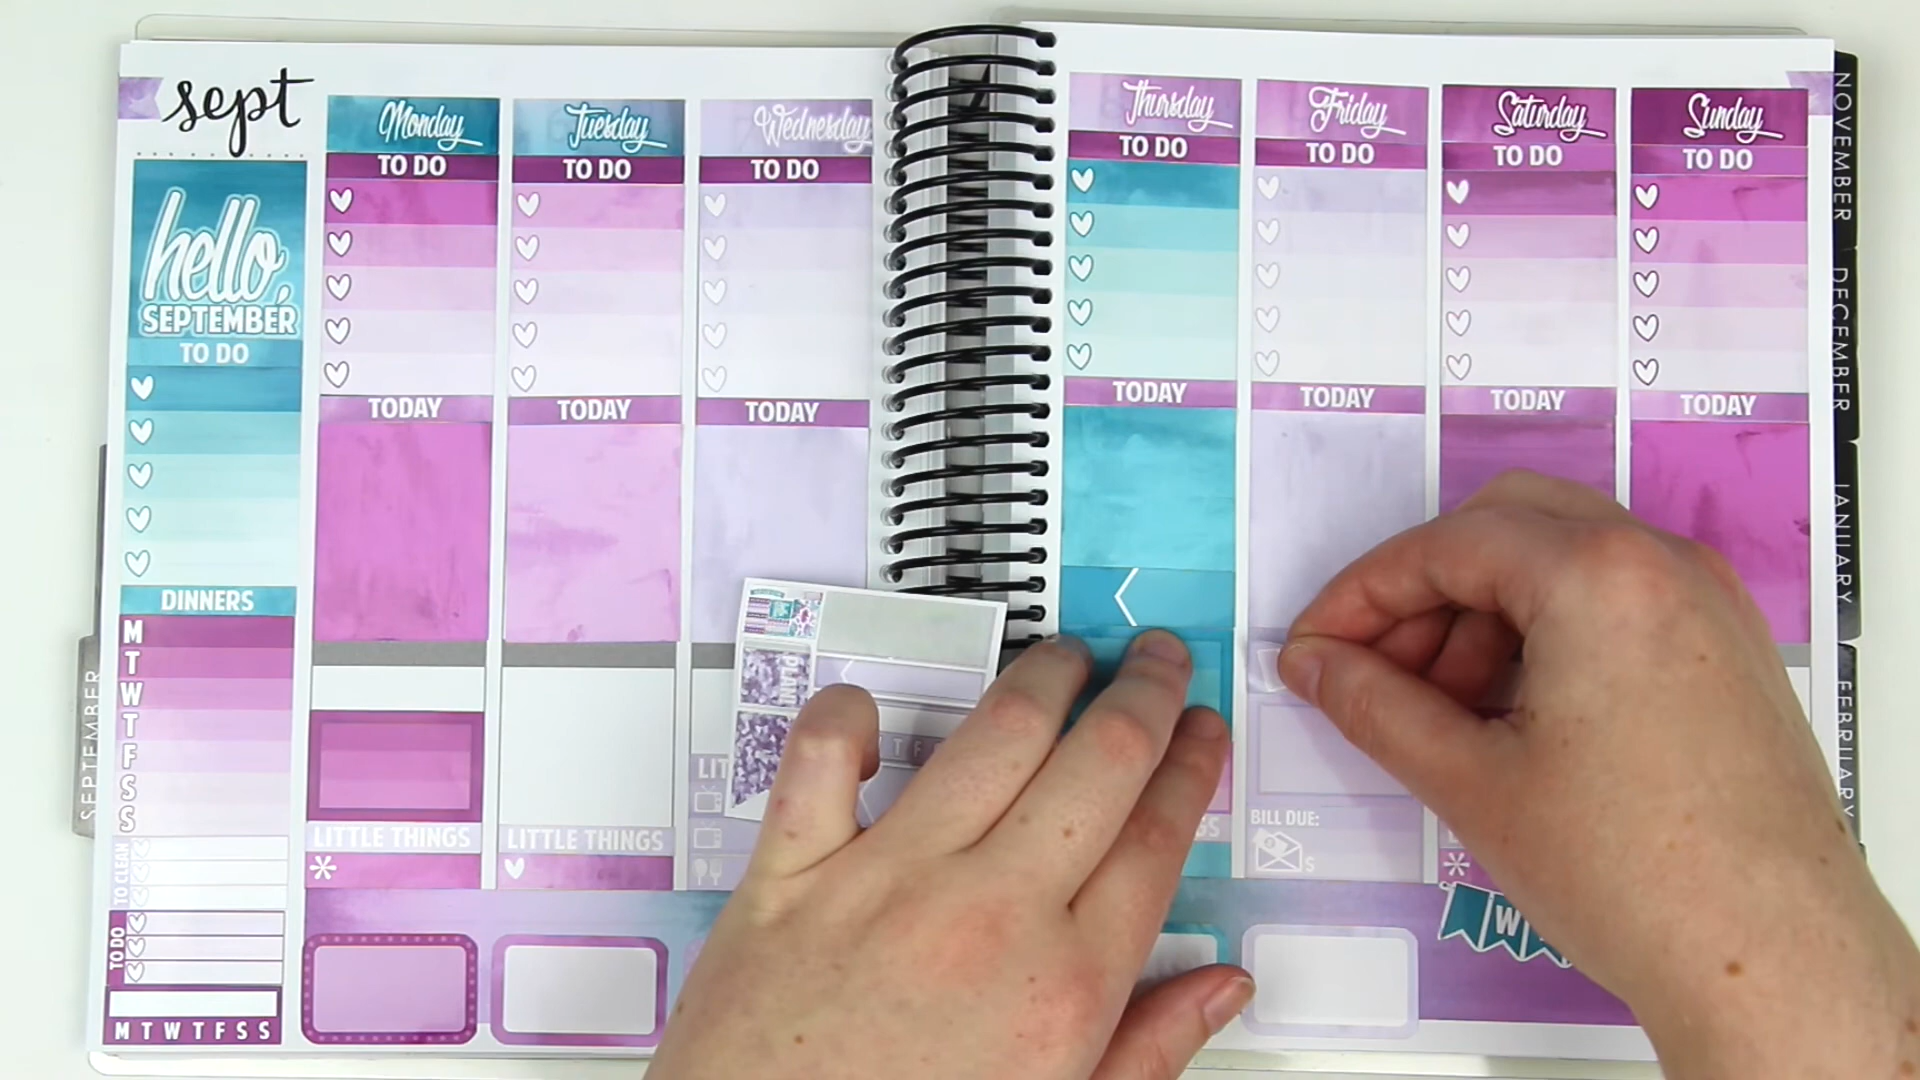 sept
Monday
Tuesday
Wednesday
Thursday
Friday
Saturday
Sunday
TO DO
TO DO
TO DO
TO DO
TO DO
TO DO
TO DO
hello,
SEPTEMBER
TO DO
TODAY
TODAY
TODAY
TODAY
TODAY
TODAY
TODAY
DINNERS
M
T
W
T
F
S
S
TO CLEAN
TO DO
M T W T F S S
LITTLE THINGS
LITTLE THINGS
LIT
BILL DUE:
$
W
SEPTEMBER
NOVEMBER
DECEMBER
JANUARY
FEBRUARY